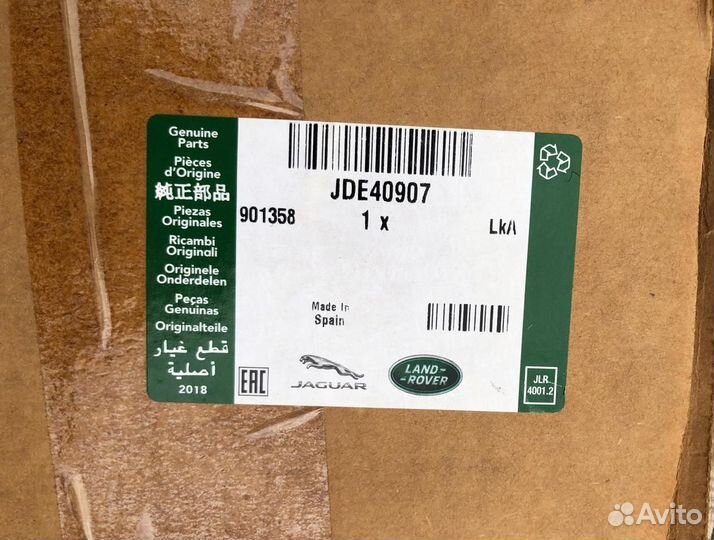 Genuine
Parts
Pièces
d'Origine
純正部品
Piezas
Originales
Ricambi
Originali
Originele
Onderdelen
Peças
Genuinas
Originalteile
قطع غيار
أصلية
2018
JDE40907
901358
1 x
LkA
Made In
Spain
EAC
JAGUAR
LAND-
-ROVER
JLR
4001.2
Avito